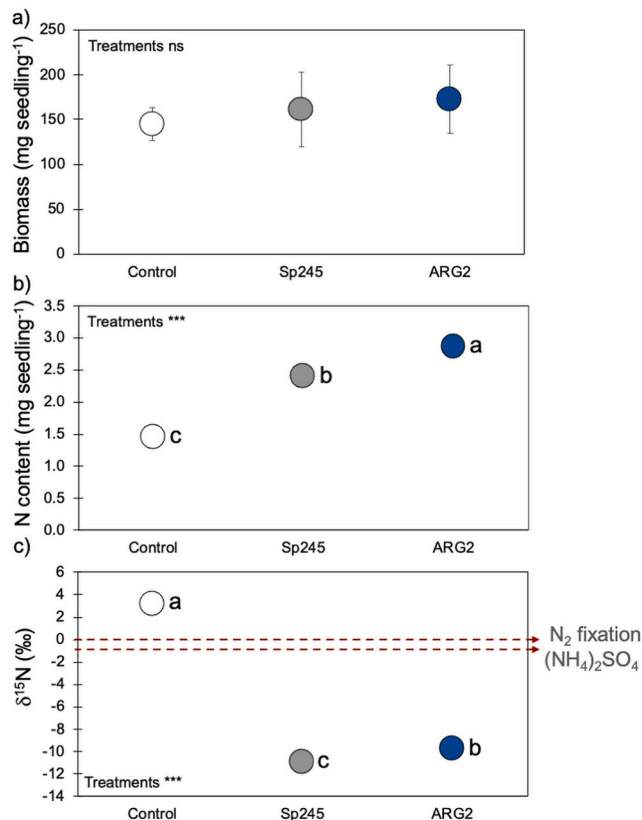 a)
Biomass (mg seedling⁻¹)
250
200
150
100
50
0
Treatments ns
Control Sp245 ARG2
b)
N content (mg seedling⁻¹)
3.5
3.0
2.5
2.0
1.5
1.0
0.5
0.0
Treatments ***
a
b
c
Control Sp245 ARG2
c)
δ¹⁵N (‰)
6
4
2
0
-2
-4
-6
-8
-10
-12
-14
a
N₂ fixation
(NH₄)₂SO₄
c
b
Treatments ***
Control Sp245 ARG2